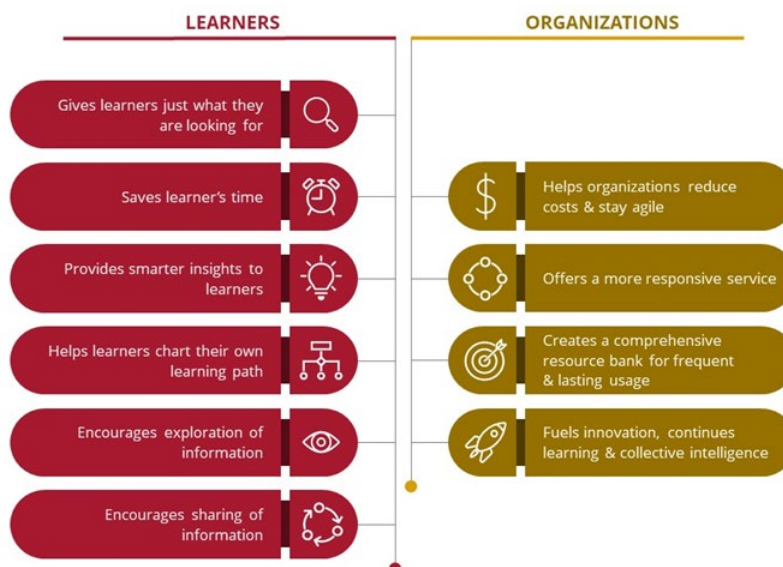 LEARNERS
Gives learners just what they
are looking for
Saves learner's time
Provides smarter insights to
learners
Helps learners chart their own
learning path
Encourages exploration of
information
Encourages sharing of
information
ORGANIZATIONS
Helps organizations reduce
costs & stay agile
Offers a more responsive service
Creates a comprehensive
resource bank for frequent
& lasting usage
Fuels innovation, continues
learning & collective intelligence